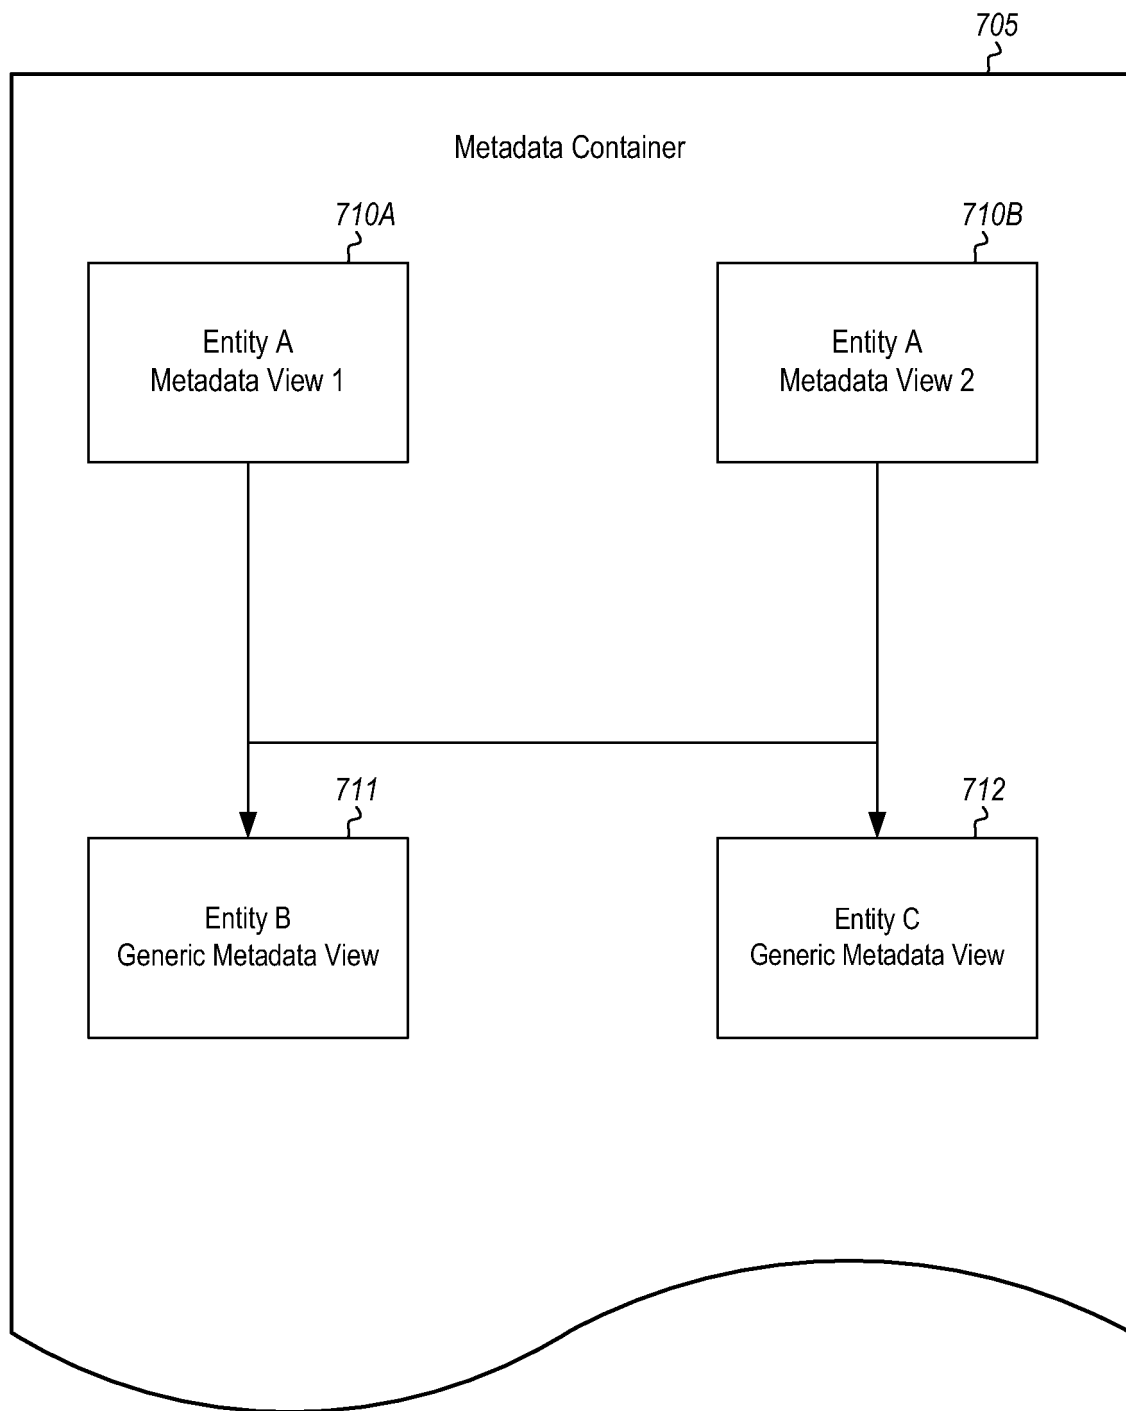 705
Metadata Container
710A
710B
Entity A
Metadata View 1
Entity A
Metadata View 2
711
712
Entity B
Generic Metadata View
Entity C
Generic Metadata View